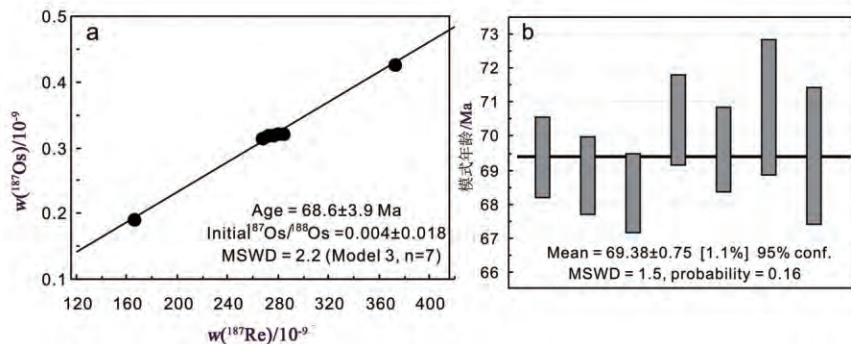 a
0.5
0.4
0.3
0.2
0.1
w(¹⁸⁷Os)/10⁻⁹
Age = 68.6±3.9 Ma
Initial¹⁸⁷Os/¹⁸⁸Os =0.004±0.018
MSWD = 2.2 (Model 3, n=7)
120 160 200 240 280 320 360 400
w(¹⁸⁷Re)/10⁻⁹
b
73
72
71
70
69
68
67
66
模式年龄/Ma
Mean = 69.38±0.75 [1.1%] 95% conf.
MSWD = 1.5, probability = 0.16